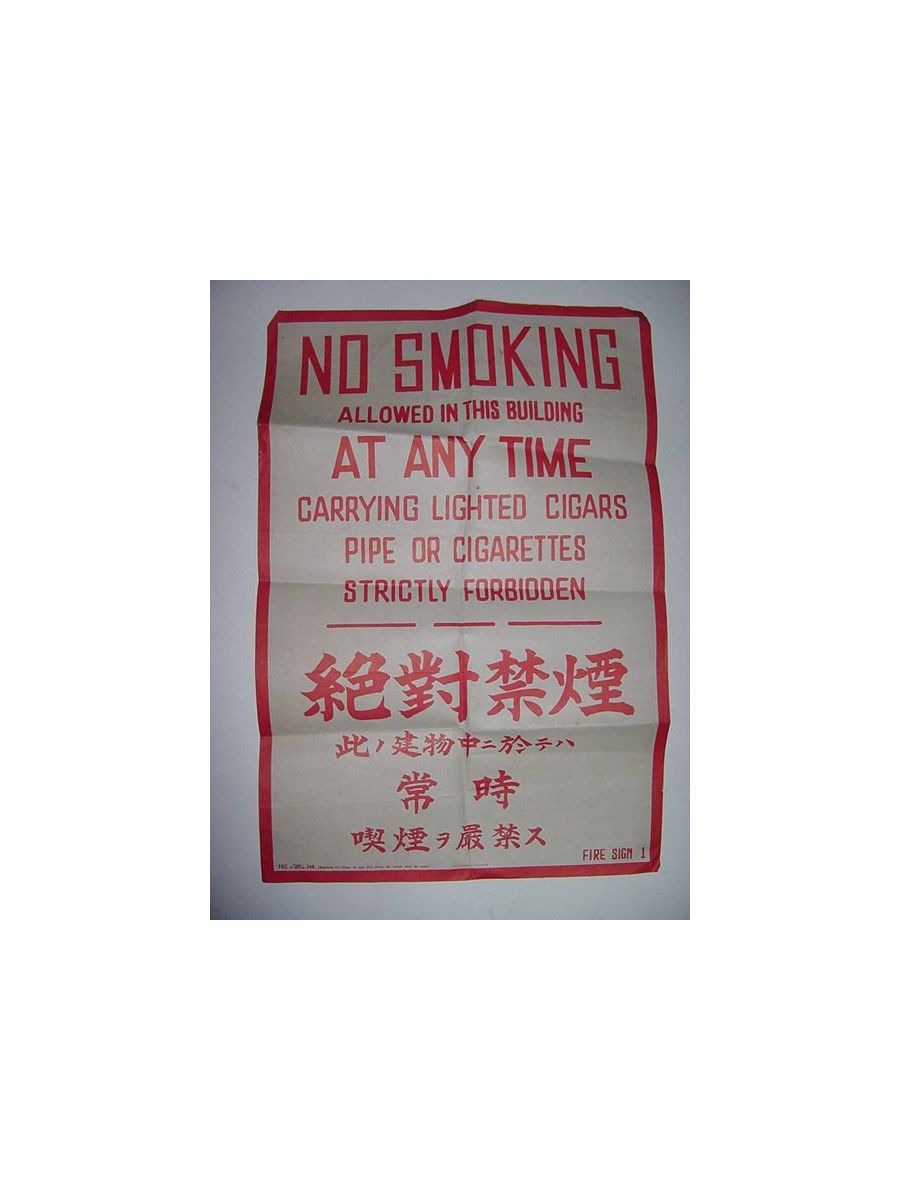 NO SMOKING
ALLOWED IN THIS BUILDING
AT ANY TIME
CARRYING LIGHTED CIGARS
PIPE OR CIGARETTES
STRICTLY FORBIDDEN
絕對禁煙
此ノ建物中ニ於テハ
常時
喫煙ヲ嚴禁ス
FIRE SIGN 1